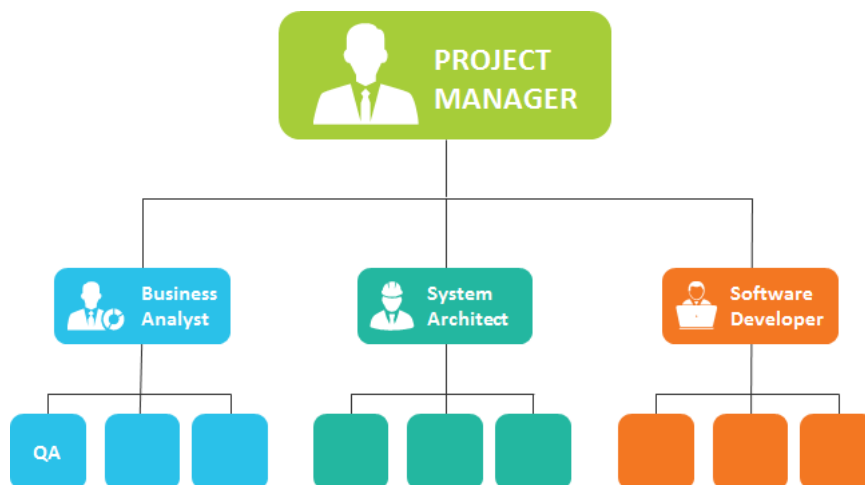 PROJECT
MANAGER
Business
Analyst
System
Architect
Software
Developer
QA